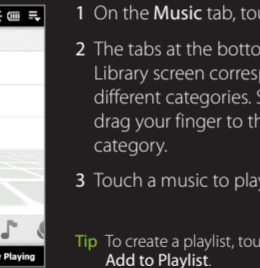 1 On the Music tab, tou
2 The tabs at the botto
Library screen corresp
different categories. S
drag your finger to th
category.
3 Touch a music to play
Playing
Tip To create a playlist, tou
Add to Playlist.